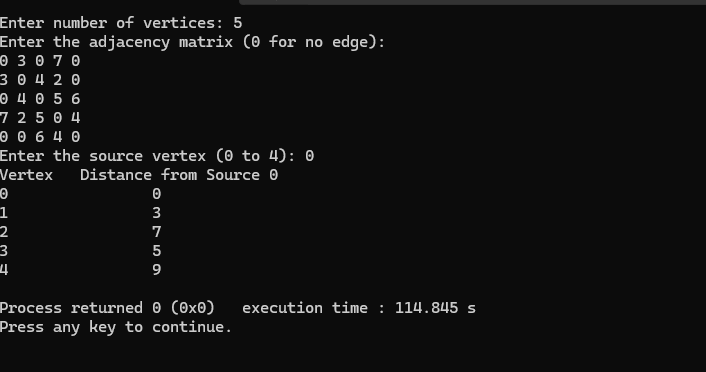 Enter number of vertices: 5
Enter the adjacency matrix (0 for no edge):
0 3 0 7 0
3 0 4 2 0
0 4 0 5 6
7 2 5 0 4
0 0 6 4 0
Enter the source vertex (0 to 4): 0
Vertex   Distance from Source 0
0                0
1                3
2                7
3                5
4                9
Process returned 0 (0x0)   execution time : 114.845 s
Press any key to continue.